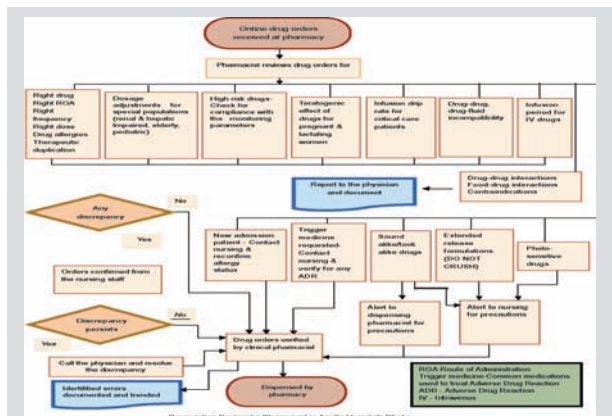 Online drug orders
received at pharmacy
Pharmacist reviews drug orders for
Right drug
Right ROA
Right
frequency
Right dose
Drug allergies
Therapeutic
duplication
Dosage
adjustments for
special populations
(renal & hepatic
impaired, elderly,
pediatric)
High risk drugs-
Check for
compliance with
the monitoring
parameters
Teratogenic
effect of
drugs for
pregnant &
lactating
women
Infusion drip
rate for
critical care
patients
Drug-drug,
drug-fluid
incompatibility
Infusion
period for
IV drugs
Drug-drug interactions
Food-drug interactions
Contraindications
Report to the physician
and document
Any
discrepancy
No
Yes
Orders confirmed from
the nursing staff
New admission
patient - Contact
nursing &
reconfirm
allergy
status
Trigger
medicine
requested-
Contact
nursing &
verify for any
ADR
Sound
alike/look
alike drugs
Extended
release
formulations
(DO NOT
CRUSH)
Photo-
sensitive
drugs
Discrepancy
persists
No
Yes
Alert to
dispensing
pharmacist for
precautions
Alert to nursing for
precautions
Drug orders verified
by clinical pharmacist
Call the physician and resolve
the discrepancy
Identified errors
documented and trended
Dispensed by
pharmacy
ROA-Route of Administration
Trigger medicine-Common medications
used to treat Adverse Drug Reaction
ADR - Adverse Drug Reaction
IV - Intravenous